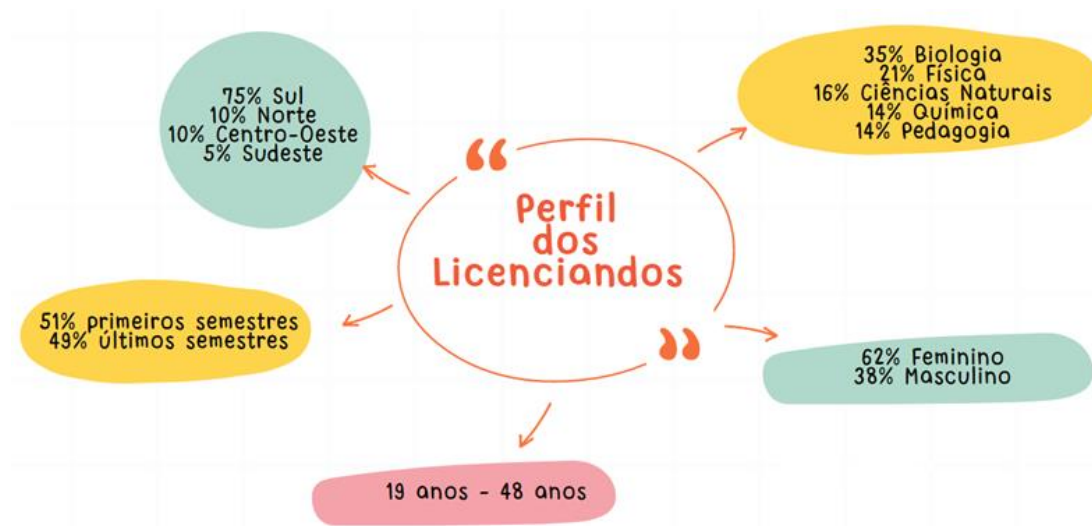 75% Sul
10% Norte
10% Centro-Oeste
5% Sudeste
35% Biologia
21% Física
16% Ciências Naturais
14% Química
14% Pedagogia
“
Perfil
dos
Licenciandos
”
51% primeiros semestres
49% últimos semestres
62% Feminino
38% Masculino
19 anos - 48 anos